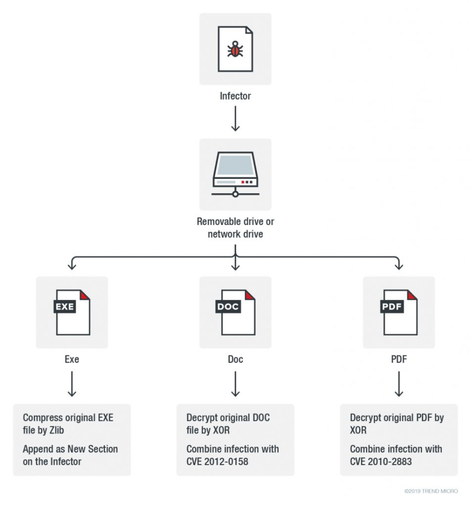 Infector
Removable drive or
network drive
EXE
DOC
PDF
Exe
Doc
PDF
Compress original EXE
file by Zlib
Append as New Section
on the Infector
Decrypt original DOC
file by XOR
Combine infection with
CVE 2012-0158
Decrypt original PDF by
XOR
Combine infection with
CVE 2010-2883
©2019 TREND MICRO